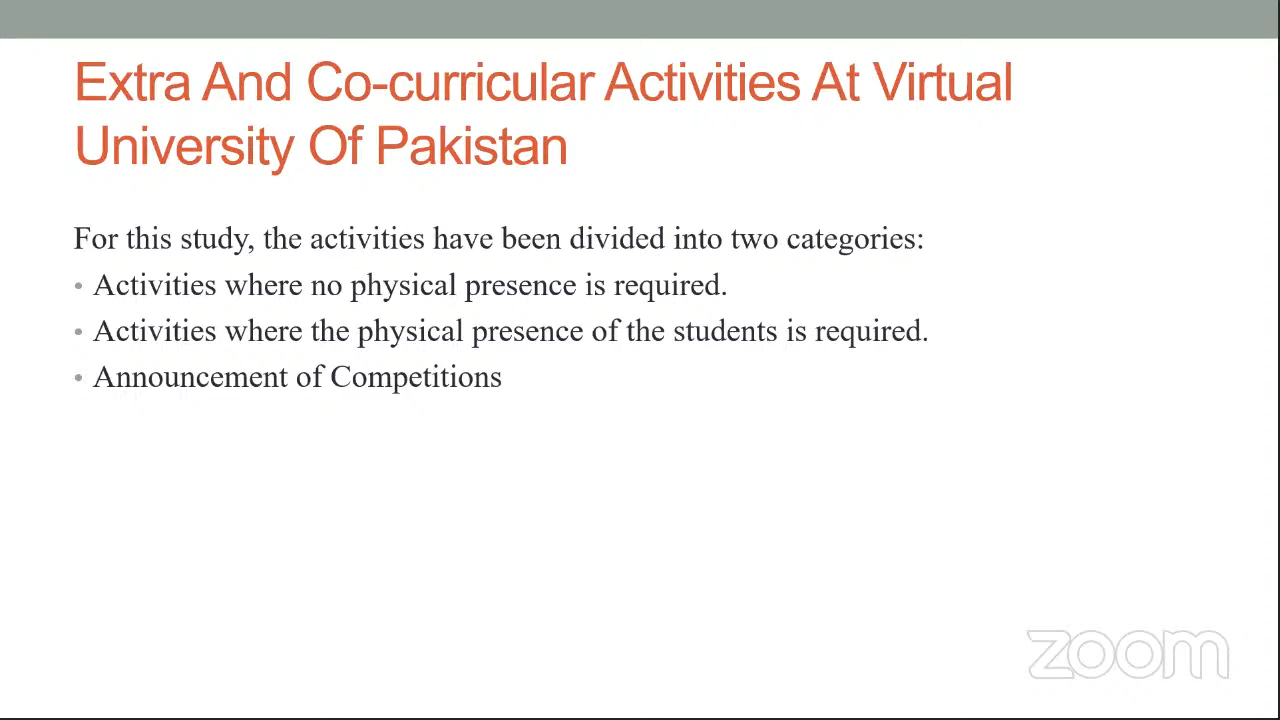 Extra And Co-curricular Activities At Virtual
University Of Pakistan
For this study, the activities have been divided into two categories:
• Activities where no physical presence is required.
• Activities where the physical presence of the students is required.
• Announcement of Competitions
zoom